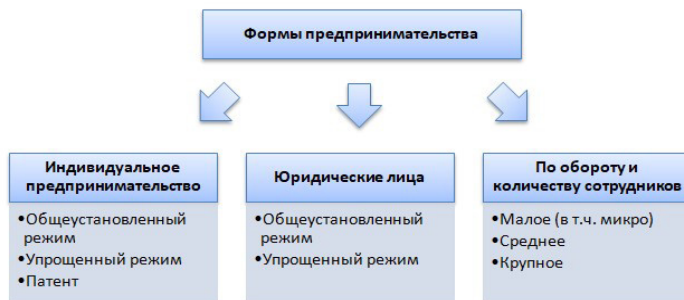 Формы предпринимательства
Индивидуальное
предпринимательство
•Общеустановленный
режим
•Упрощенный режим
•Патент
Юридические лица
•Общеустановленный
режим
•Упрощенный режим
По обороту и
количеству сотрудников
•Малое (в т.ч. микро)
•Среднее
•Крупное